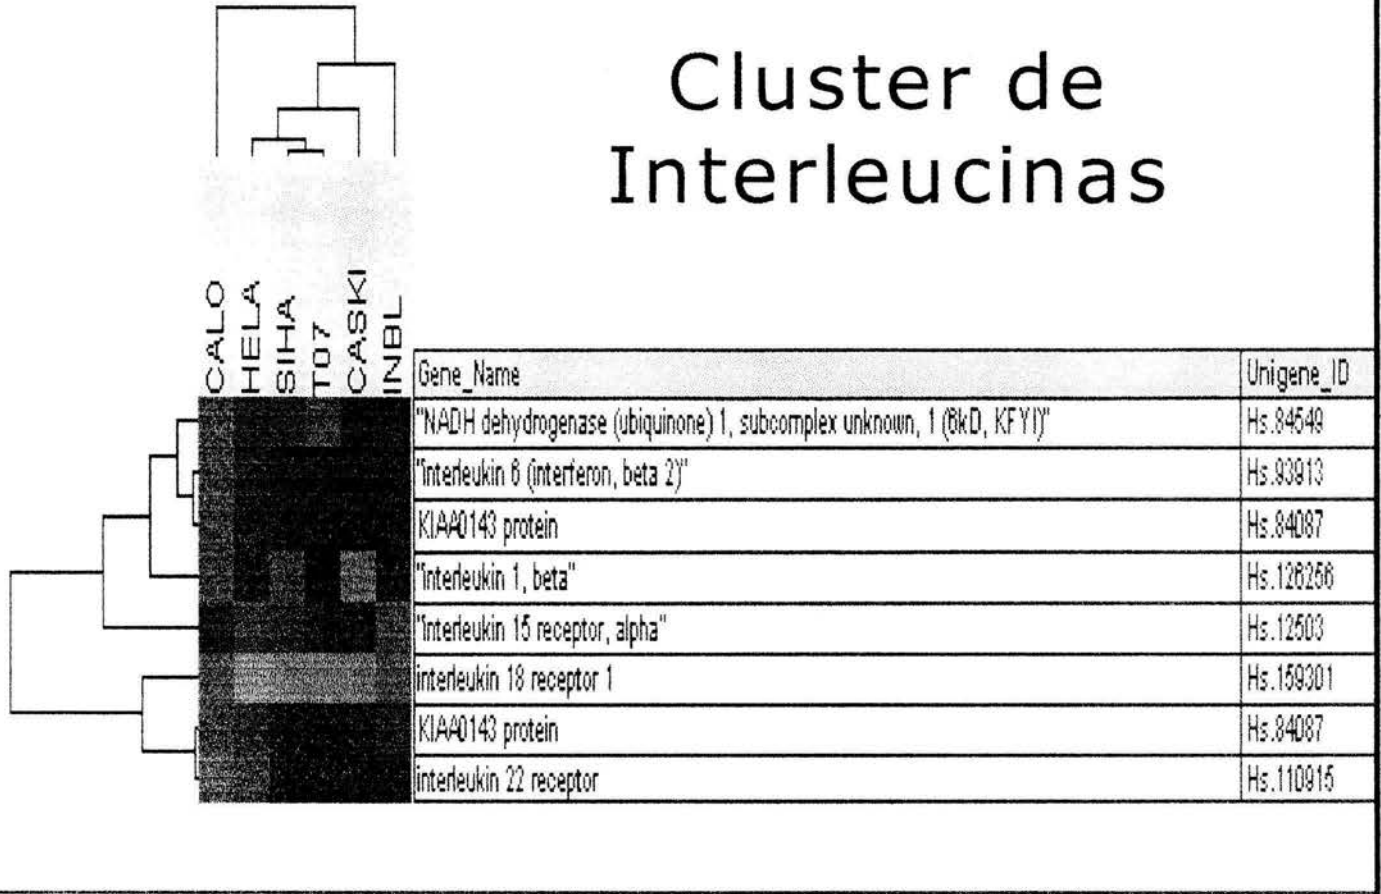 Cluster de
Interleucinas
CALO
HELA
SIHA
T07
CASKI
INBL
Gene_Name Unigene_ID
"NADH dehydrogenase (ubiquinone) 1, subcomplex unknown, 1 (6kD, KFYI)" Hs.84549
"interleukin 6 (interferon, beta 2)" Hs.93913
KIAA0143 protein Hs.84087
"interleukin 1, beta" Hs.126256
"interleukin 15 receptor, alpha" Hs.12503
interleukin 18 receptor 1 Hs.159301
KIAA0143 protein Hs.84087
interleukin 22 receptor Hs.110915